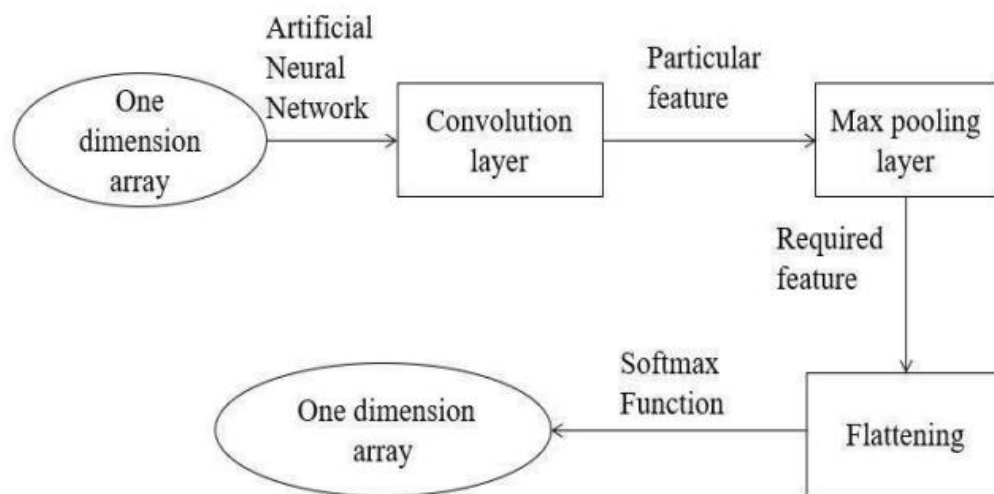 One
dimension
array
Artificial
Neural
Network
Convolution
layer
Particular
feature
Max pooling
layer
Required
feature
Flattening
Softmax
Function
One dimension
array